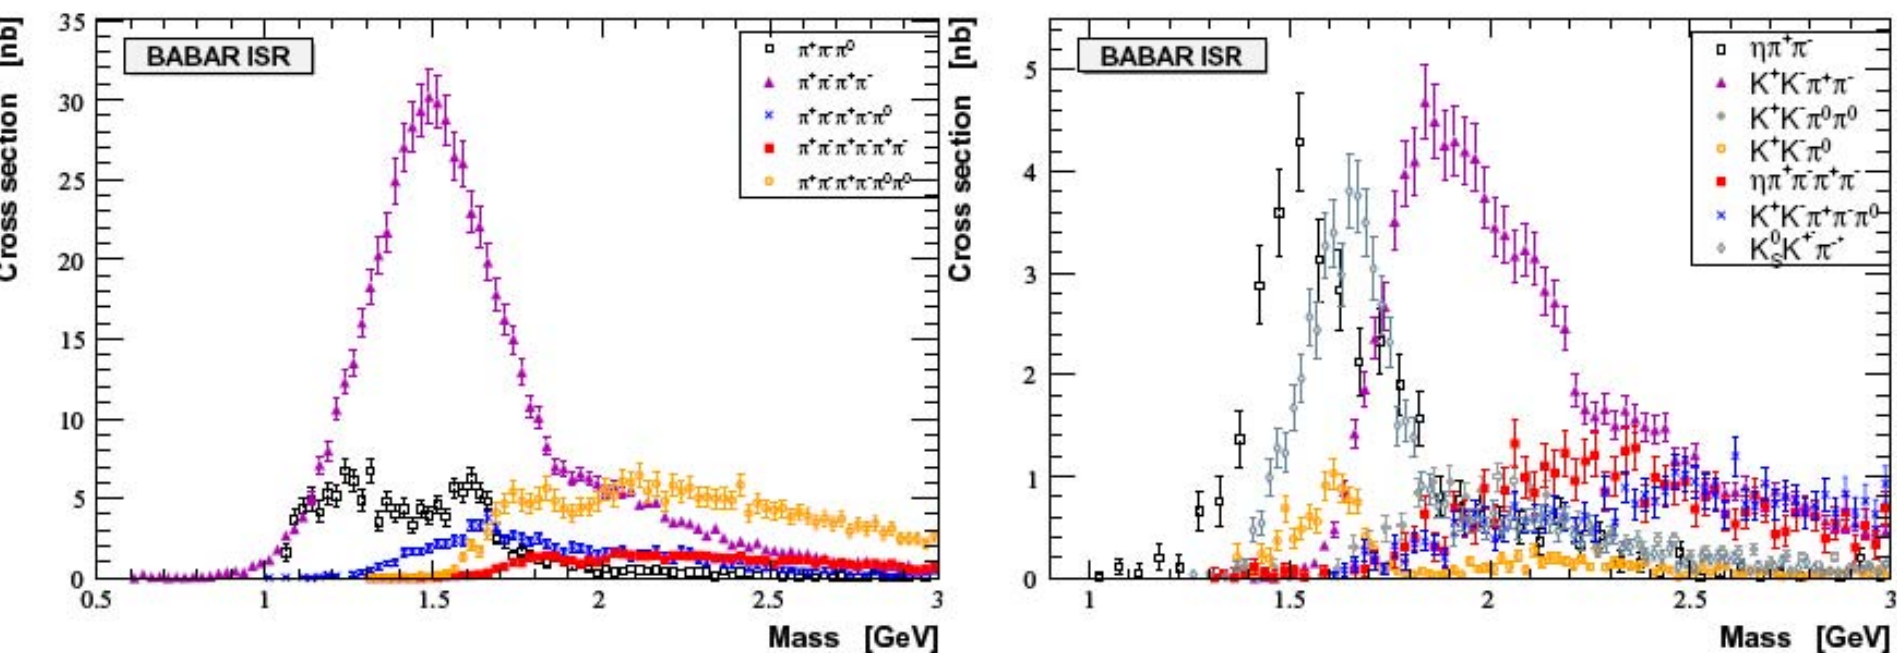 Cross section [nb]
35
30
25
20
15
10
5
0
BABAR ISR
π⁺π⁻π⁰
π⁺π⁻π⁺π⁻
π⁺π⁻π⁺π⁻π⁰
π⁺π⁻π⁺π⁻π⁺π⁻
π⁺π⁻π⁺π⁻π⁰π⁰
0.5 1 1.5 2 2.5 3
Mass [GeV]
Cross section [nb]
5
4
3
2
1
0
BABAR ISR
ηπ⁺π⁻
K⁺K⁻π⁺π⁻
K⁺K⁻π⁰π⁰
K⁺K⁻π⁰
ηπ⁺π⁻π⁺π⁻
K⁺K⁻π⁺π⁻π⁰
K⁰SK⁺⁻π⁻⁺
1 1.5 2 2.5 3
Mass [GeV]